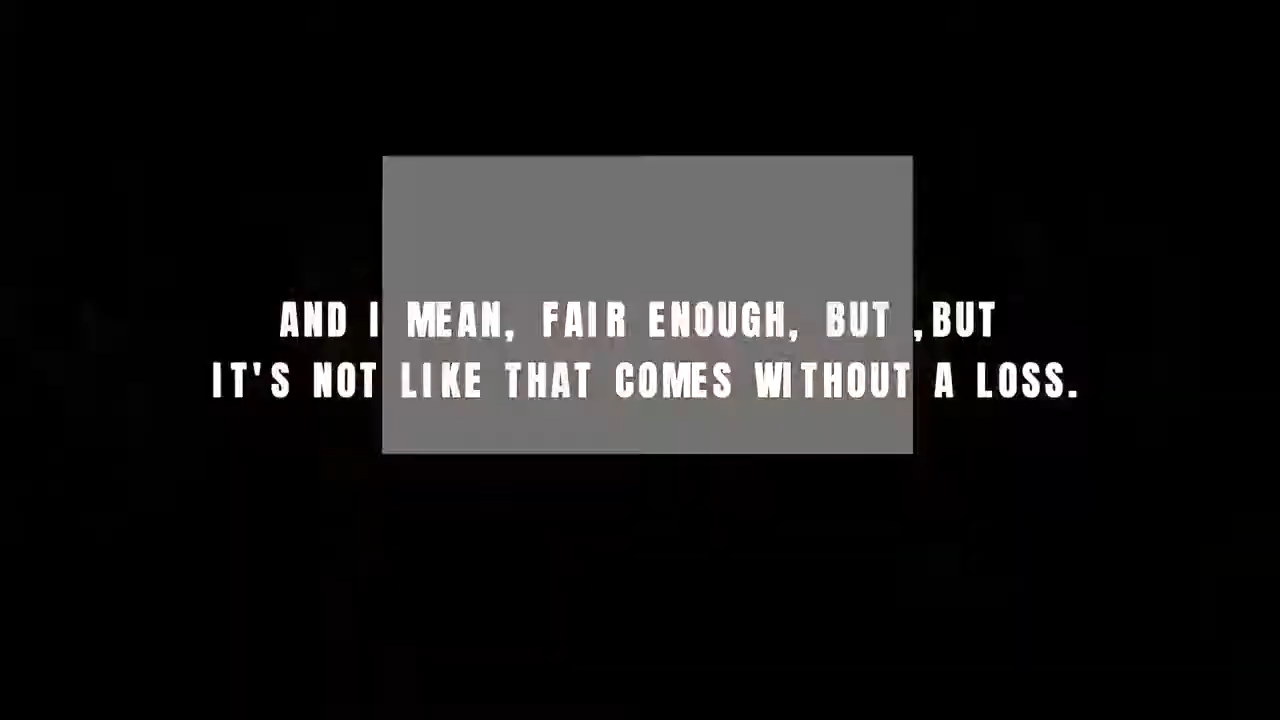 AND I MEAN, FAIR ENOUGH, BUT ,BUT
IT'S NOT LIKE THAT COMES WITHOUT A LOSS.